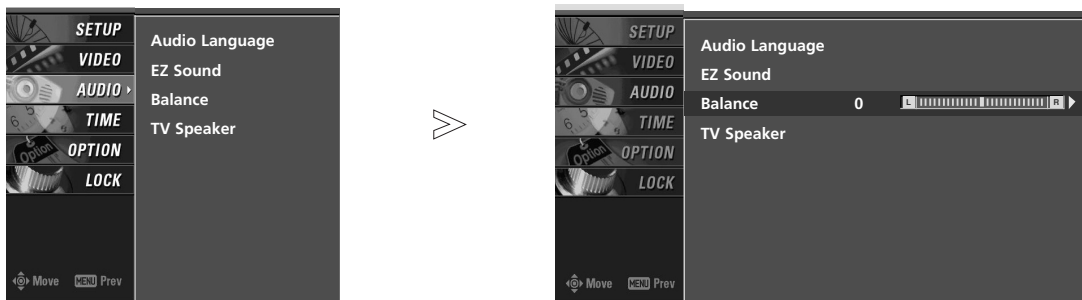 SETUP
VIDEO
AUDIO
TIME
OPTION
LOCK
Move MENU Prev
Audio Language
EZ Sound
Balance
TV Speaker
SETUP
VIDEO
AUDIO
TIME
Option OPTION
LOCK
Move MENU Prev
Audio Language
EZ Sound
Balance 0 L R
TV Speaker